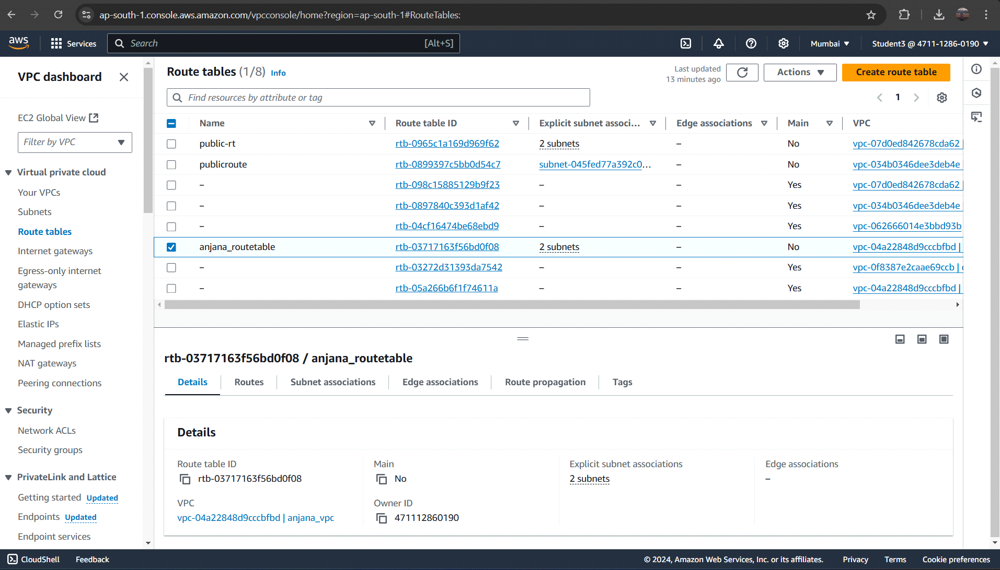 ap-south-1.console.aws.amazon.com/vpcconsole/home?region=ap-south-1#RouteTables:
aws
Services
Search
[Alt+S]
Mumbai
Student3 @ 4711-1286-0190
VPC dashboard
EC2 Global View
Filter by VPC
Virtual private cloud
Your VPCs
Subnets
Route tables
Internet gateways
Egress-only internet
gateways
DHCP option sets
Elastic IPs
Managed prefix lists
NAT gateways
Peering connections
Security
Network ACLs
Security groups
PrivateLink and Lattice
Getting started Updated
Endpoints Updated
Endpoint services
Route tables (1/8) Info
Last updated
13 minutes ago
Actions
Create route table
Find resources by attribute or tag
1
Name Route table ID Explicit subnet associ... Edge associations Main VPC
public-rt rtb-0965c1a169d969f62 2 subnets – No vpc-07d0ed842678cda62 |
publicroute rtb-0899397c5bb0d54c7 subnet-045fed77a392c0... – No vpc-034b0346dee3deb4e
– rtb-098c15885129b9f23 – – Yes vpc-07d0ed842678cda62 |
– rtb-0897840c393d1af42 – – Yes vpc-034b0346dee3deb4e
– rtb-04cf16474be68ebd9 – – Yes vpc-062666014e3bbd93b
anjana_routetable rtb-03717163f56bd0f08 2 subnets – No vpc-04a22848d9cccbfbd |
– rtb-03272d31393da7542 – – Yes vpc-0f8387e2caae69ccb |
– rtb-05a266b6f1f74611a – – Yes vpc-04a22848d9cccbfbd |
rtb-03717163f56bd0f08 / anjana_routetable
Details Routes Subnet associations Edge associations Route propagation Tags
Details
Route table ID
rtb-03717163f56bd0f08
Main
No
Explicit subnet associations
2 subnets
Edge associations
–
VPC
vpc-04a22848d9cccbfbd | anjana_vpc
Owner ID
471112860190
CloudShell
Feedback
© 2024, Amazon Web Services, Inc. or its affiliates.
Privacy
Terms
Cookie preferences